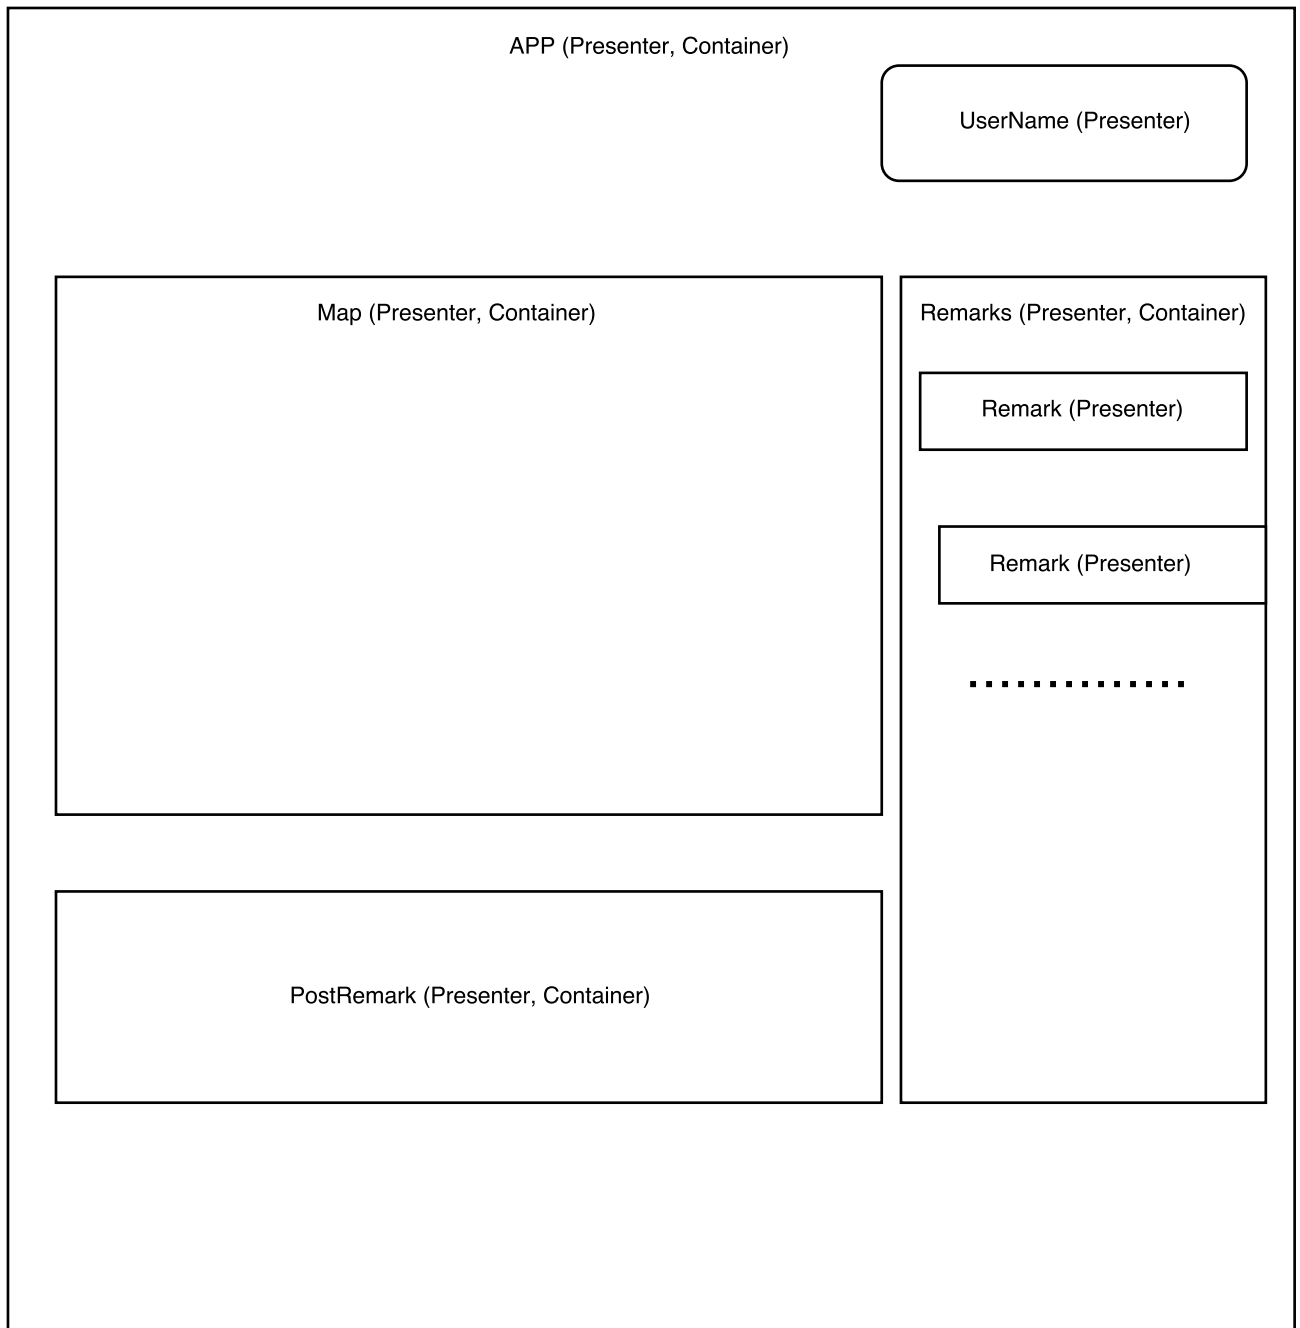 APP (Presenter, Container)
UserName (Presenter)
Map (Presenter, Container)
Remarks (Presenter, Container)
Remark (Presenter)
Remark (Presenter)
PostRemark (Presenter, Container)